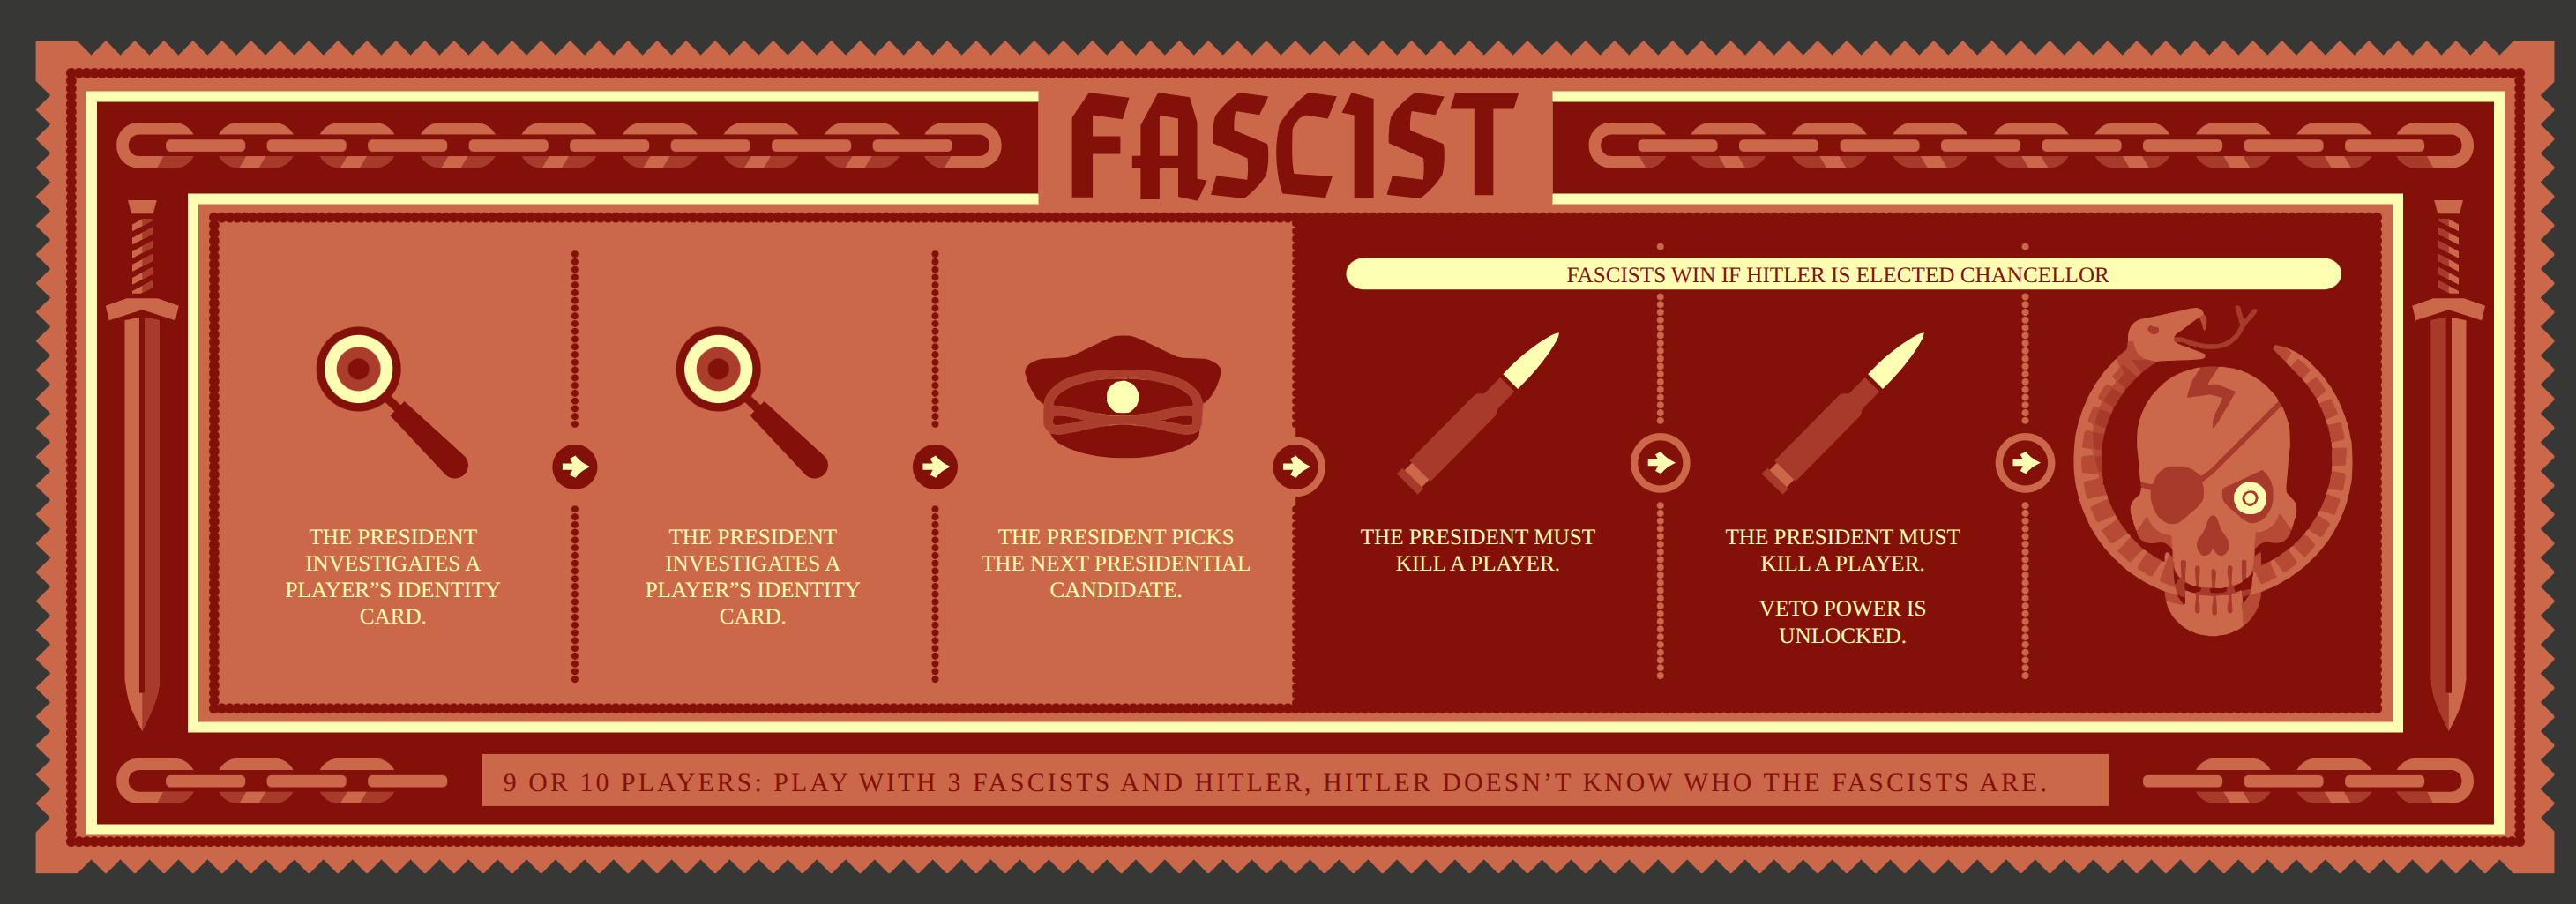 FASCIST
FASCISTS WIN IF HITLER IS ELECTED CHANCELLOR
THE PRESIDENT
INVESTIGATES A
PLAYER”S IDENTITY
CARD.
THE PRESIDENT
INVESTIGATES A
PLAYER”S IDENTITY
CARD.
THE PRESIDENT PICKS
THE NEXT PRESIDENTIAL
CANDIDATE.
THE PRESIDENT MUST
KILL A PLAYER.
THE PRESIDENT MUST
KILL A PLAYER.
VETO POWER IS
UNLOCKED.
9 OR 10 PLAYERS: PLAY WITH 3 FASCISTS AND HITLER, HITLER DOESN’T KNOW WHO THE FASCISTS ARE.